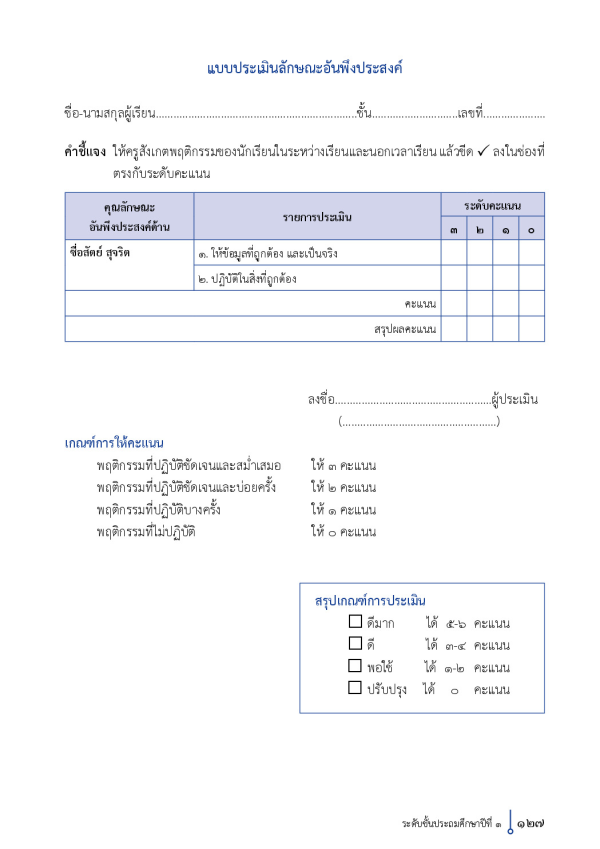 แบบประเมินลักษณะอันพึงประสงค์
ชื่อ-นามสกุลผู้เรียน....................................................................ชั้น.............................เลขที่.....................
คำชี้แจง ให้ครูสังเกตพฤติกรรมของนักเรียนในระหว่างเรียนและนอกเวลาเรียน แล้วขีด ✓ ลงในช่องที่
ตรงกับระดับคะแนน
คุณลักษณะ
อันพึงประสงค์ด้าน
รายการประเมิน
ระดับคะแนน
๓ ๒ ๑ ๐
ซื่อสัตย์ สุจริต
๑. ให้ข้อมูลที่ถูกต้อง และเป็นจริง
๒. ปฏิบัติในสิ่งที่ถูกต้อง
คะแนน
สรุปผลคะแนน
ลงชื่อ.....................................................ผู้ประเมิน
(....................................................)
เกณฑ์การให้คะแนน
พฤติกรรมที่ปฏิบัติชัดเจนและสม่ำเสมอ ให้ ๓ คะแนน
พฤติกรรมที่ปฏิบัติชัดเจนและบ่อยครั้ง ให้ ๒ คะแนน
พฤติกรรมที่ปฏิบัติบางครั้ง ให้ ๑ คะแนน
พฤติกรรมที่ไม่ปฏิบัติ ให้ ๐ คะแนน
สรุปเกณฑ์การประเมิน
☐ ดีมาก ได้ ๕-๖ คะแนน
☐ ดี ได้ ๓-๔ คะแนน
☐ พอใช้ ได้ ๑-๒ คะแนน
☐ ปรับปรุง ได้ ๐ คะแนน
ระดับชั้นประถมศึกษาปีที่ ๑ ๑๒๗